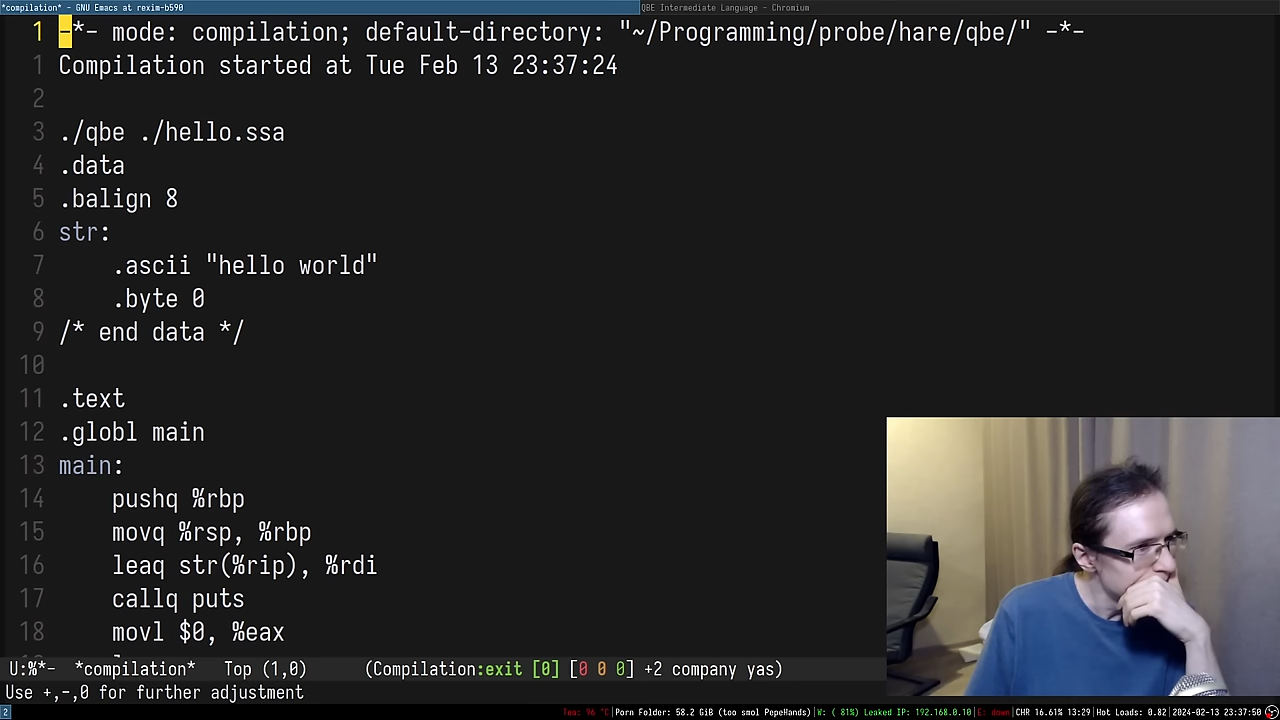 *compilation* - GNU Emacs at rexim-b590
QBE Intermediate Language - Chromium
1 -*- mode: compilation; default-directory: "~/Programming/probe/hare/qbe/" -*-
1 Compilation started at Tue Feb 13 23:37:24
2
3 ./qbe ./hello.ssa
4 .data
5 .balign 8
6 str:
7 .ascii "hello world"
8 .byte 0
9 /* end data */
10
11 .text
12 .globl main
13 main:
14 pushq %rbp
15 movq %rsp, %rbp
16 leaq str(%rip), %rdi
17 callq puts
18 movl $0, %eax
U:%*- *compilation* Top (1,0) (Compilation:exit [0] [0 0 0] +2 company yas)
Use +,-,0 for further adjustment
2 Tea: 96 °C|Porn Folder: 58.2 GiB (too smol PepeHands)|W: ( 81%) Leaked IP: 192.168.0.10|E: down|CHR 16.61% 13:29|Hot Loads: 0.82|2024-02-13 23:37:50